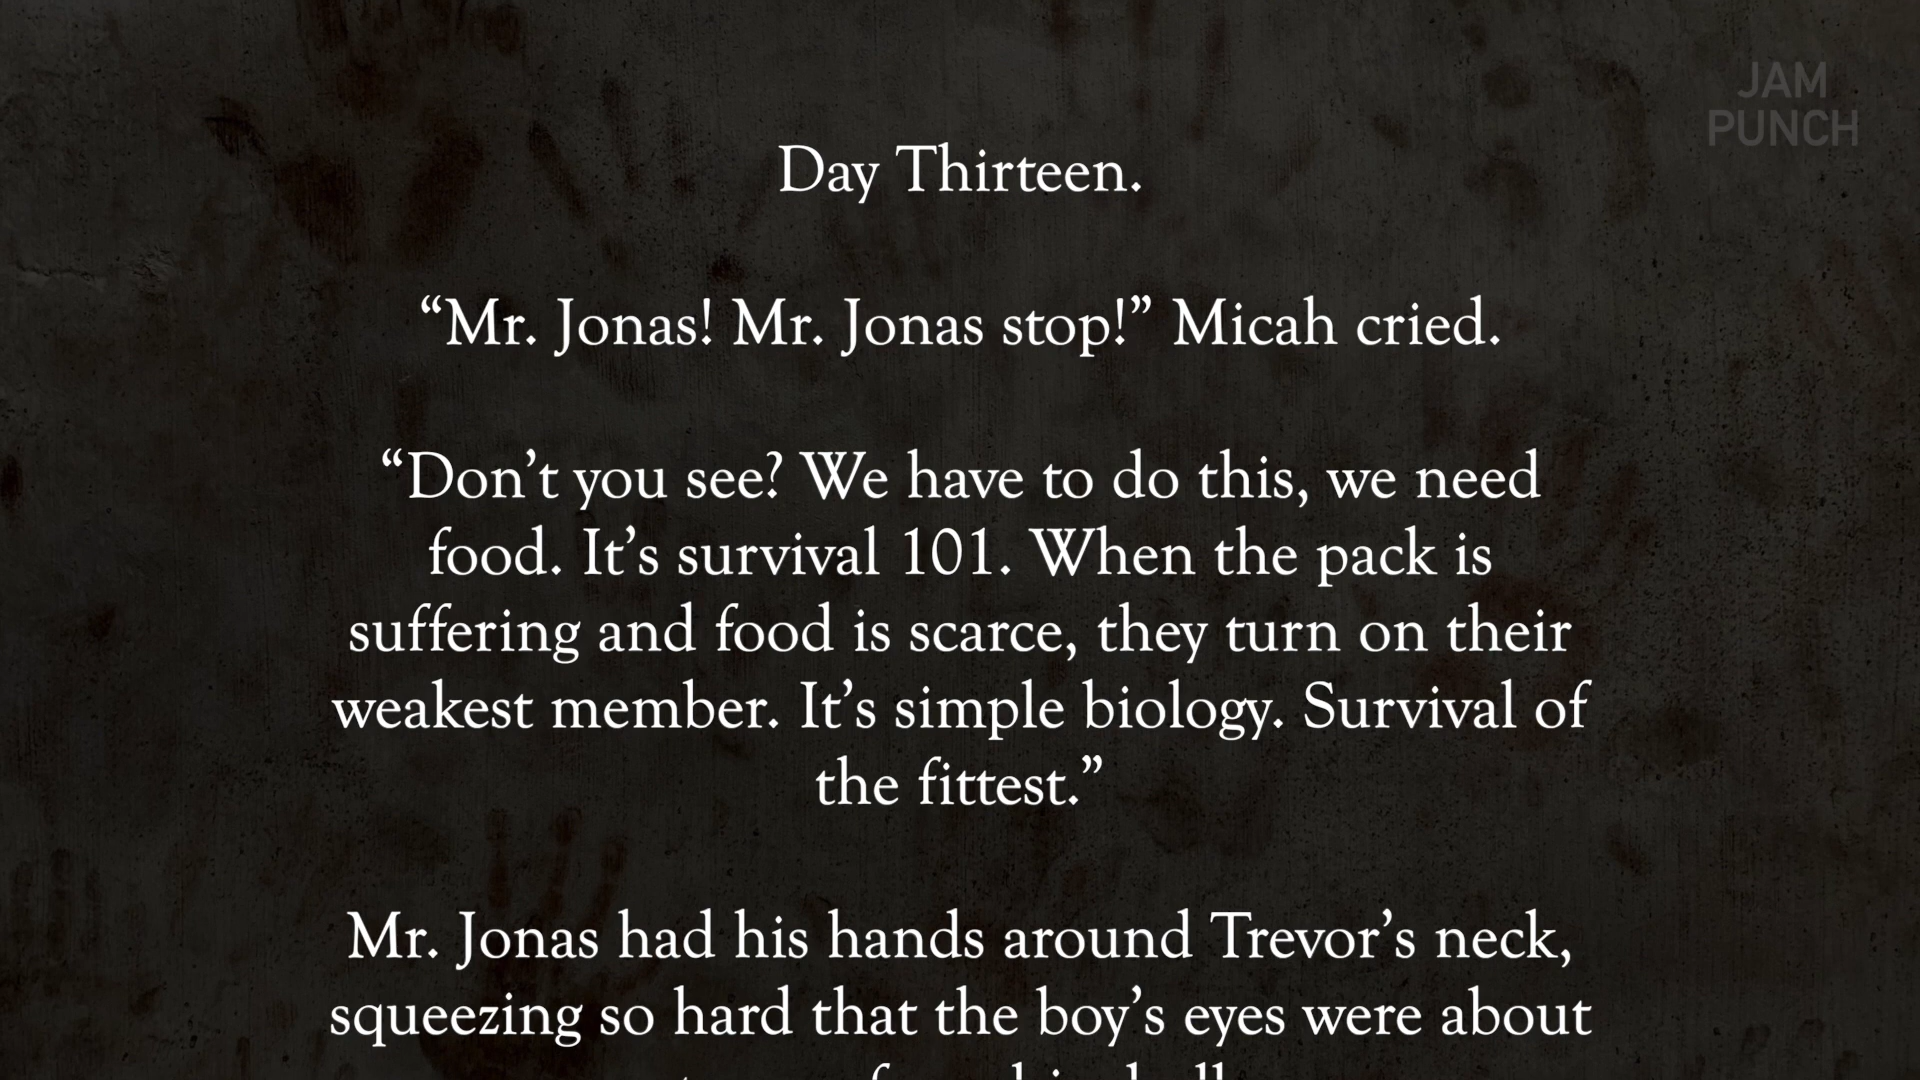 JAM
PUNCH
Day Thirteen.
“Mr. Jonas! Mr. Jonas stop!” Micah cried.
“Don’t you see? We have to do this, we need
food. It’s survival 101. When the pack is
suffering and food is scarce, they turn on their
weakest member. It’s simple biology. Survival of
the fittest.”
Mr. Jonas had his hands around Trevor’s neck,
squeezing so hard that the boy’s eyes were about